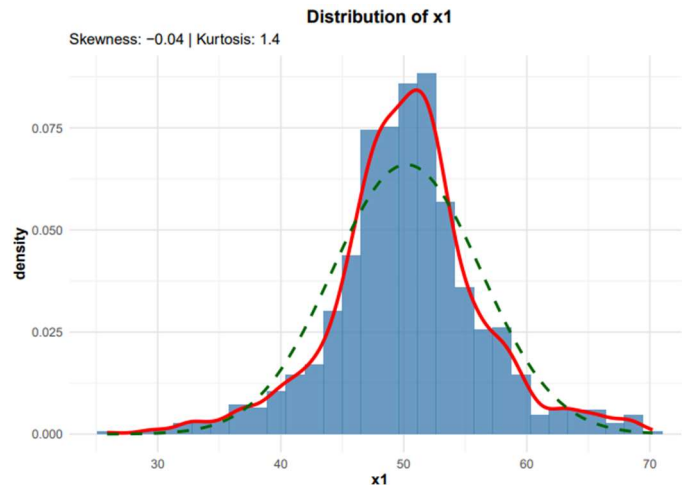 Distribution of x1
Skewness: −0.04 | Kurtosis: 1.4
0.075
0.050
0.025
0.000
density
30 40 50 60 70
x1